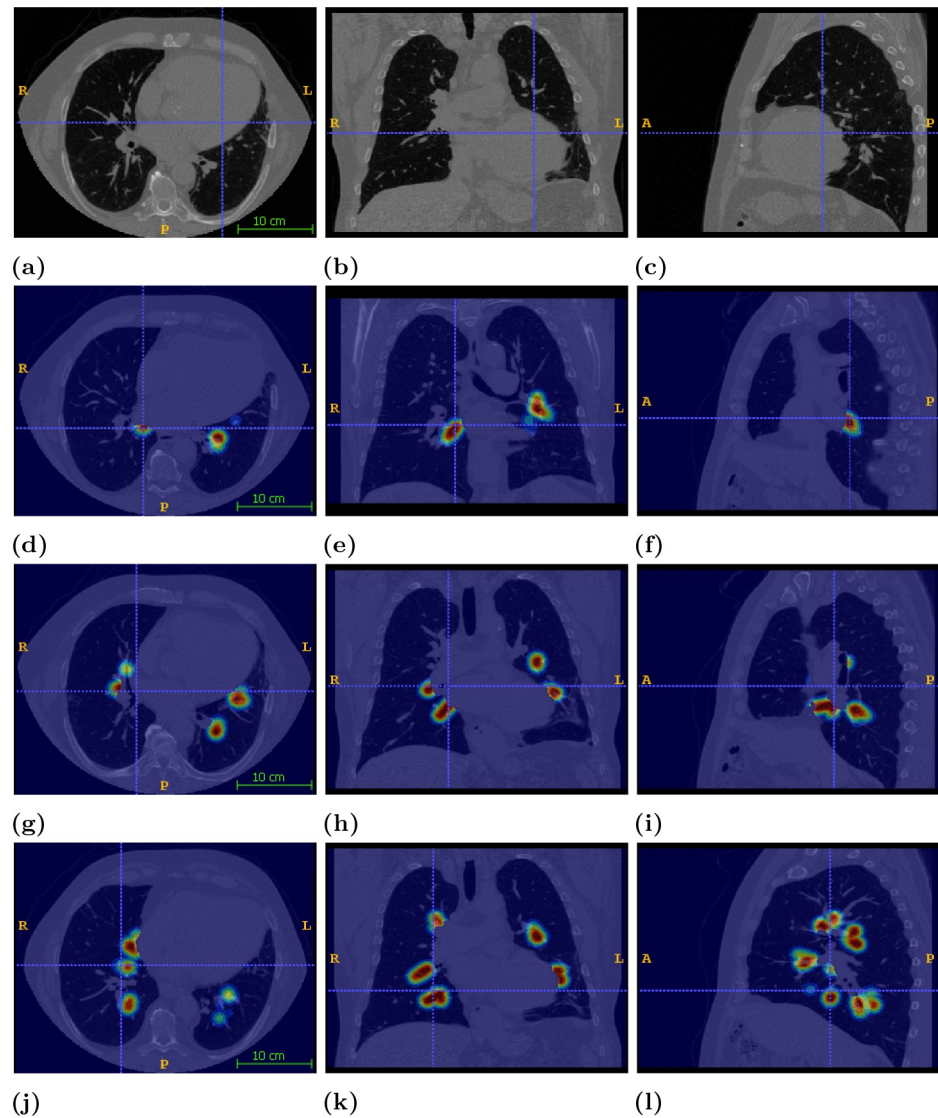 R L P 10 cm
R L
A P
(a) (b) (c)
R L P 10 cm
R L
A P
(d) (e) (f)
R L P 10 cm
R L
A P
(g) (h) (i)
R L P 10 cm
R L
A P
(j) (k) (l)